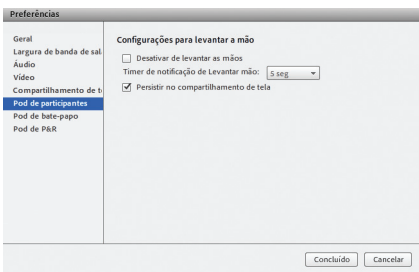 Preferências
Geral
Largura de banda de sal
Áudio
Vídeo
Compartilhamento de t
Pod de participantes
Pod de bate-papo
Pod de P&R
Configurações para levantar a mão
Desativar de levantar as mãos
Timer de notificação de Levantar mão: 5 seg
Persistir no compartilhamento de tela
Concluído Cancelar